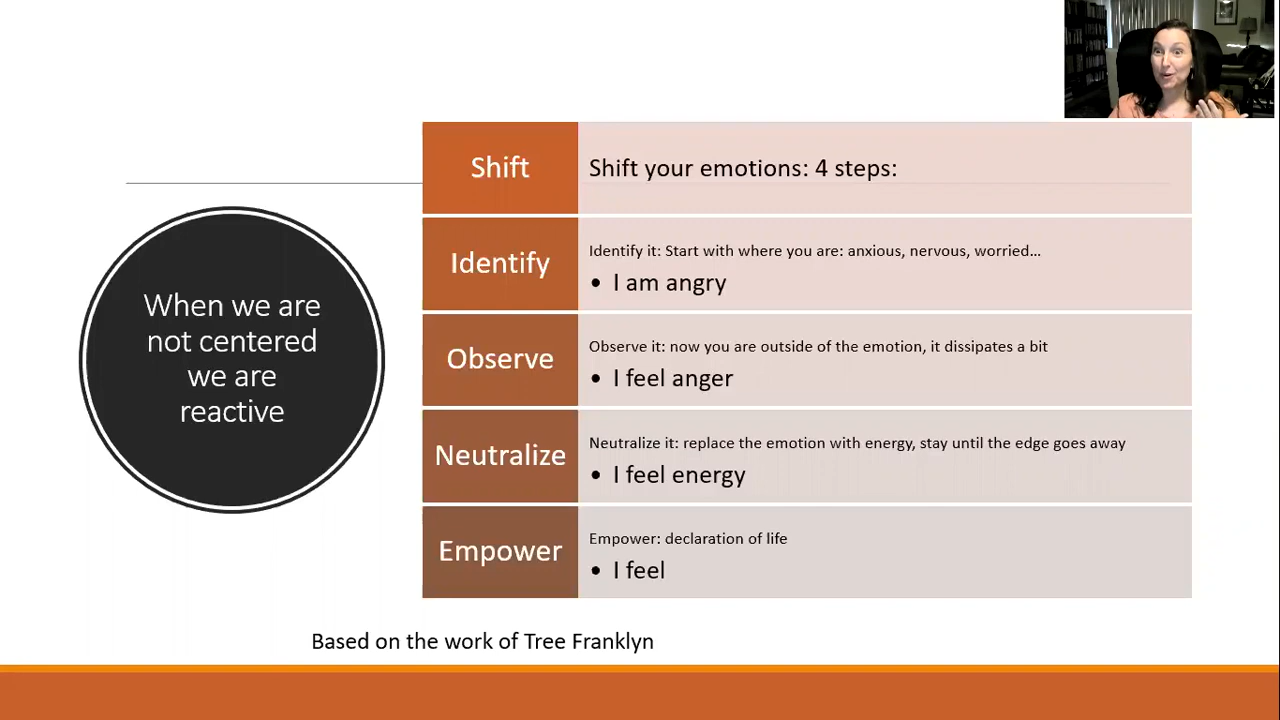 When we are
not centered
we are
reactive
Shift
Shift your emotions: 4 steps:
Identify
Identify it: Start with where you are: anxious, nervous, worried…
• I am angry
Observe
Observe it: now you are outside of the emotion, it dissipates a bit
• I feel anger
Neutralize
Neutralize it: replace the emotion with energy, stay until the edge goes away
• I feel energy
Empower
Empower: declaration of life
• I feel
Based on the work of Tree Franklyn